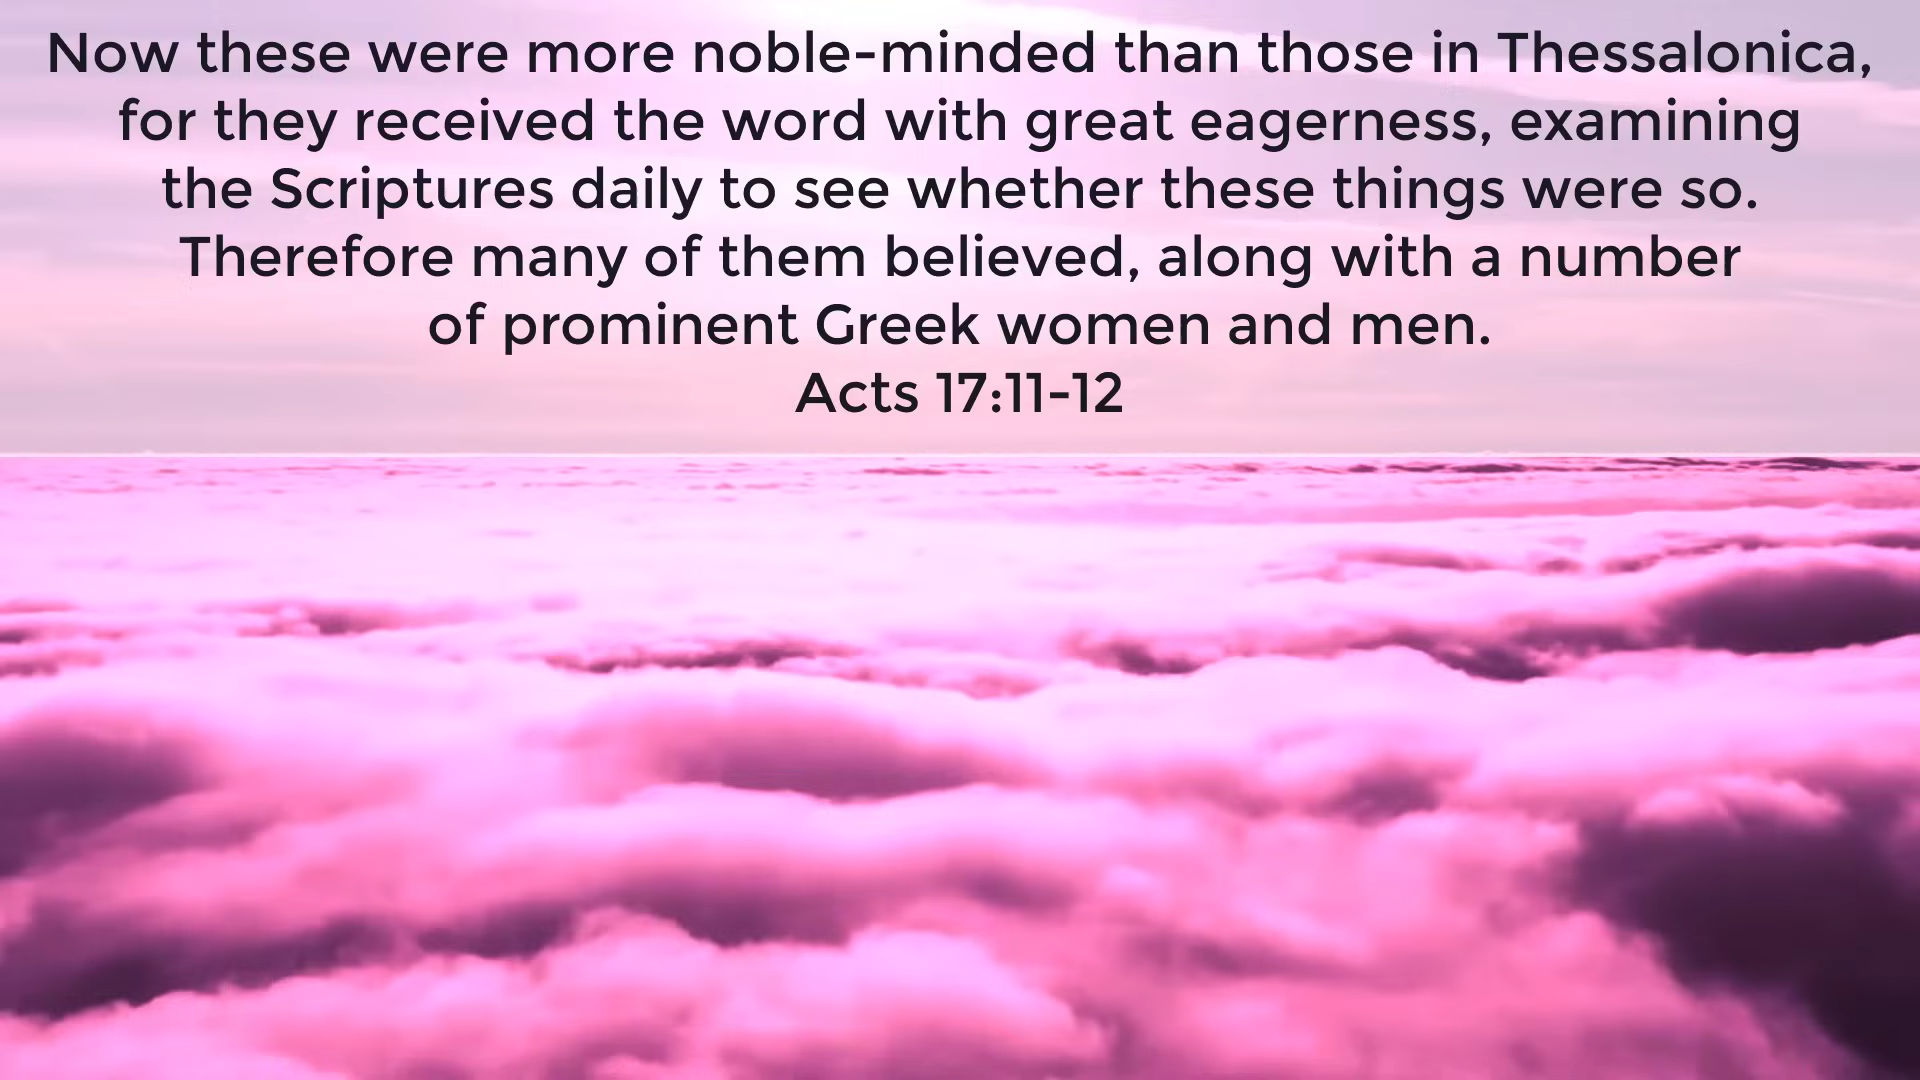 Now these were more noble-minded than those in Thessalonica,
for they received the word with great eagerness, examining
the Scriptures daily to see whether these things were so.
Therefore many of them believed, along with a number
of prominent Greek women and men.
Acts 17:11-12